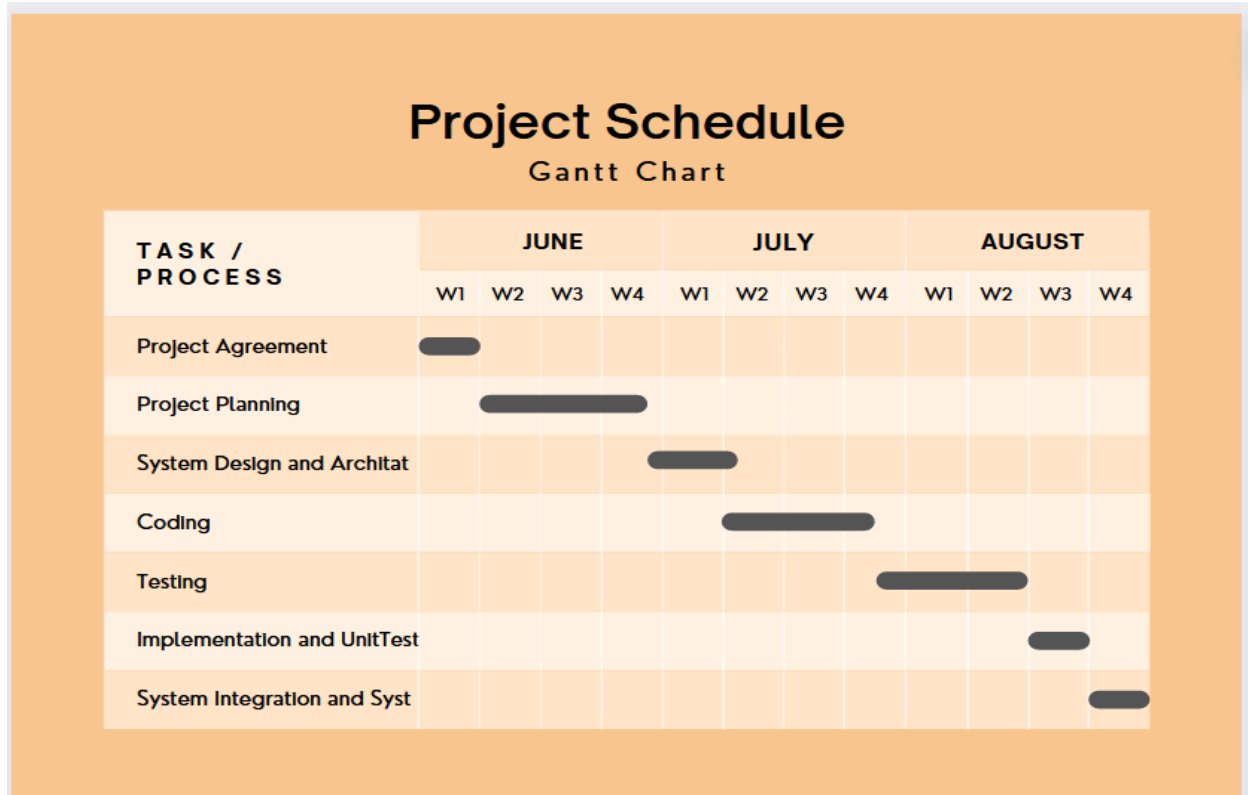 Project Schedule
Gantt Chart
TASK /
PROCESS
JUNE JULY AUGUST
W1 W2 W3 W4 W1 W2 W3 W4 W1 W2 W3 W4
Project Agreement
Project Planning
System Design and Architat
Coding
Testing
Implementation and UnitTest
System Integration and Syst